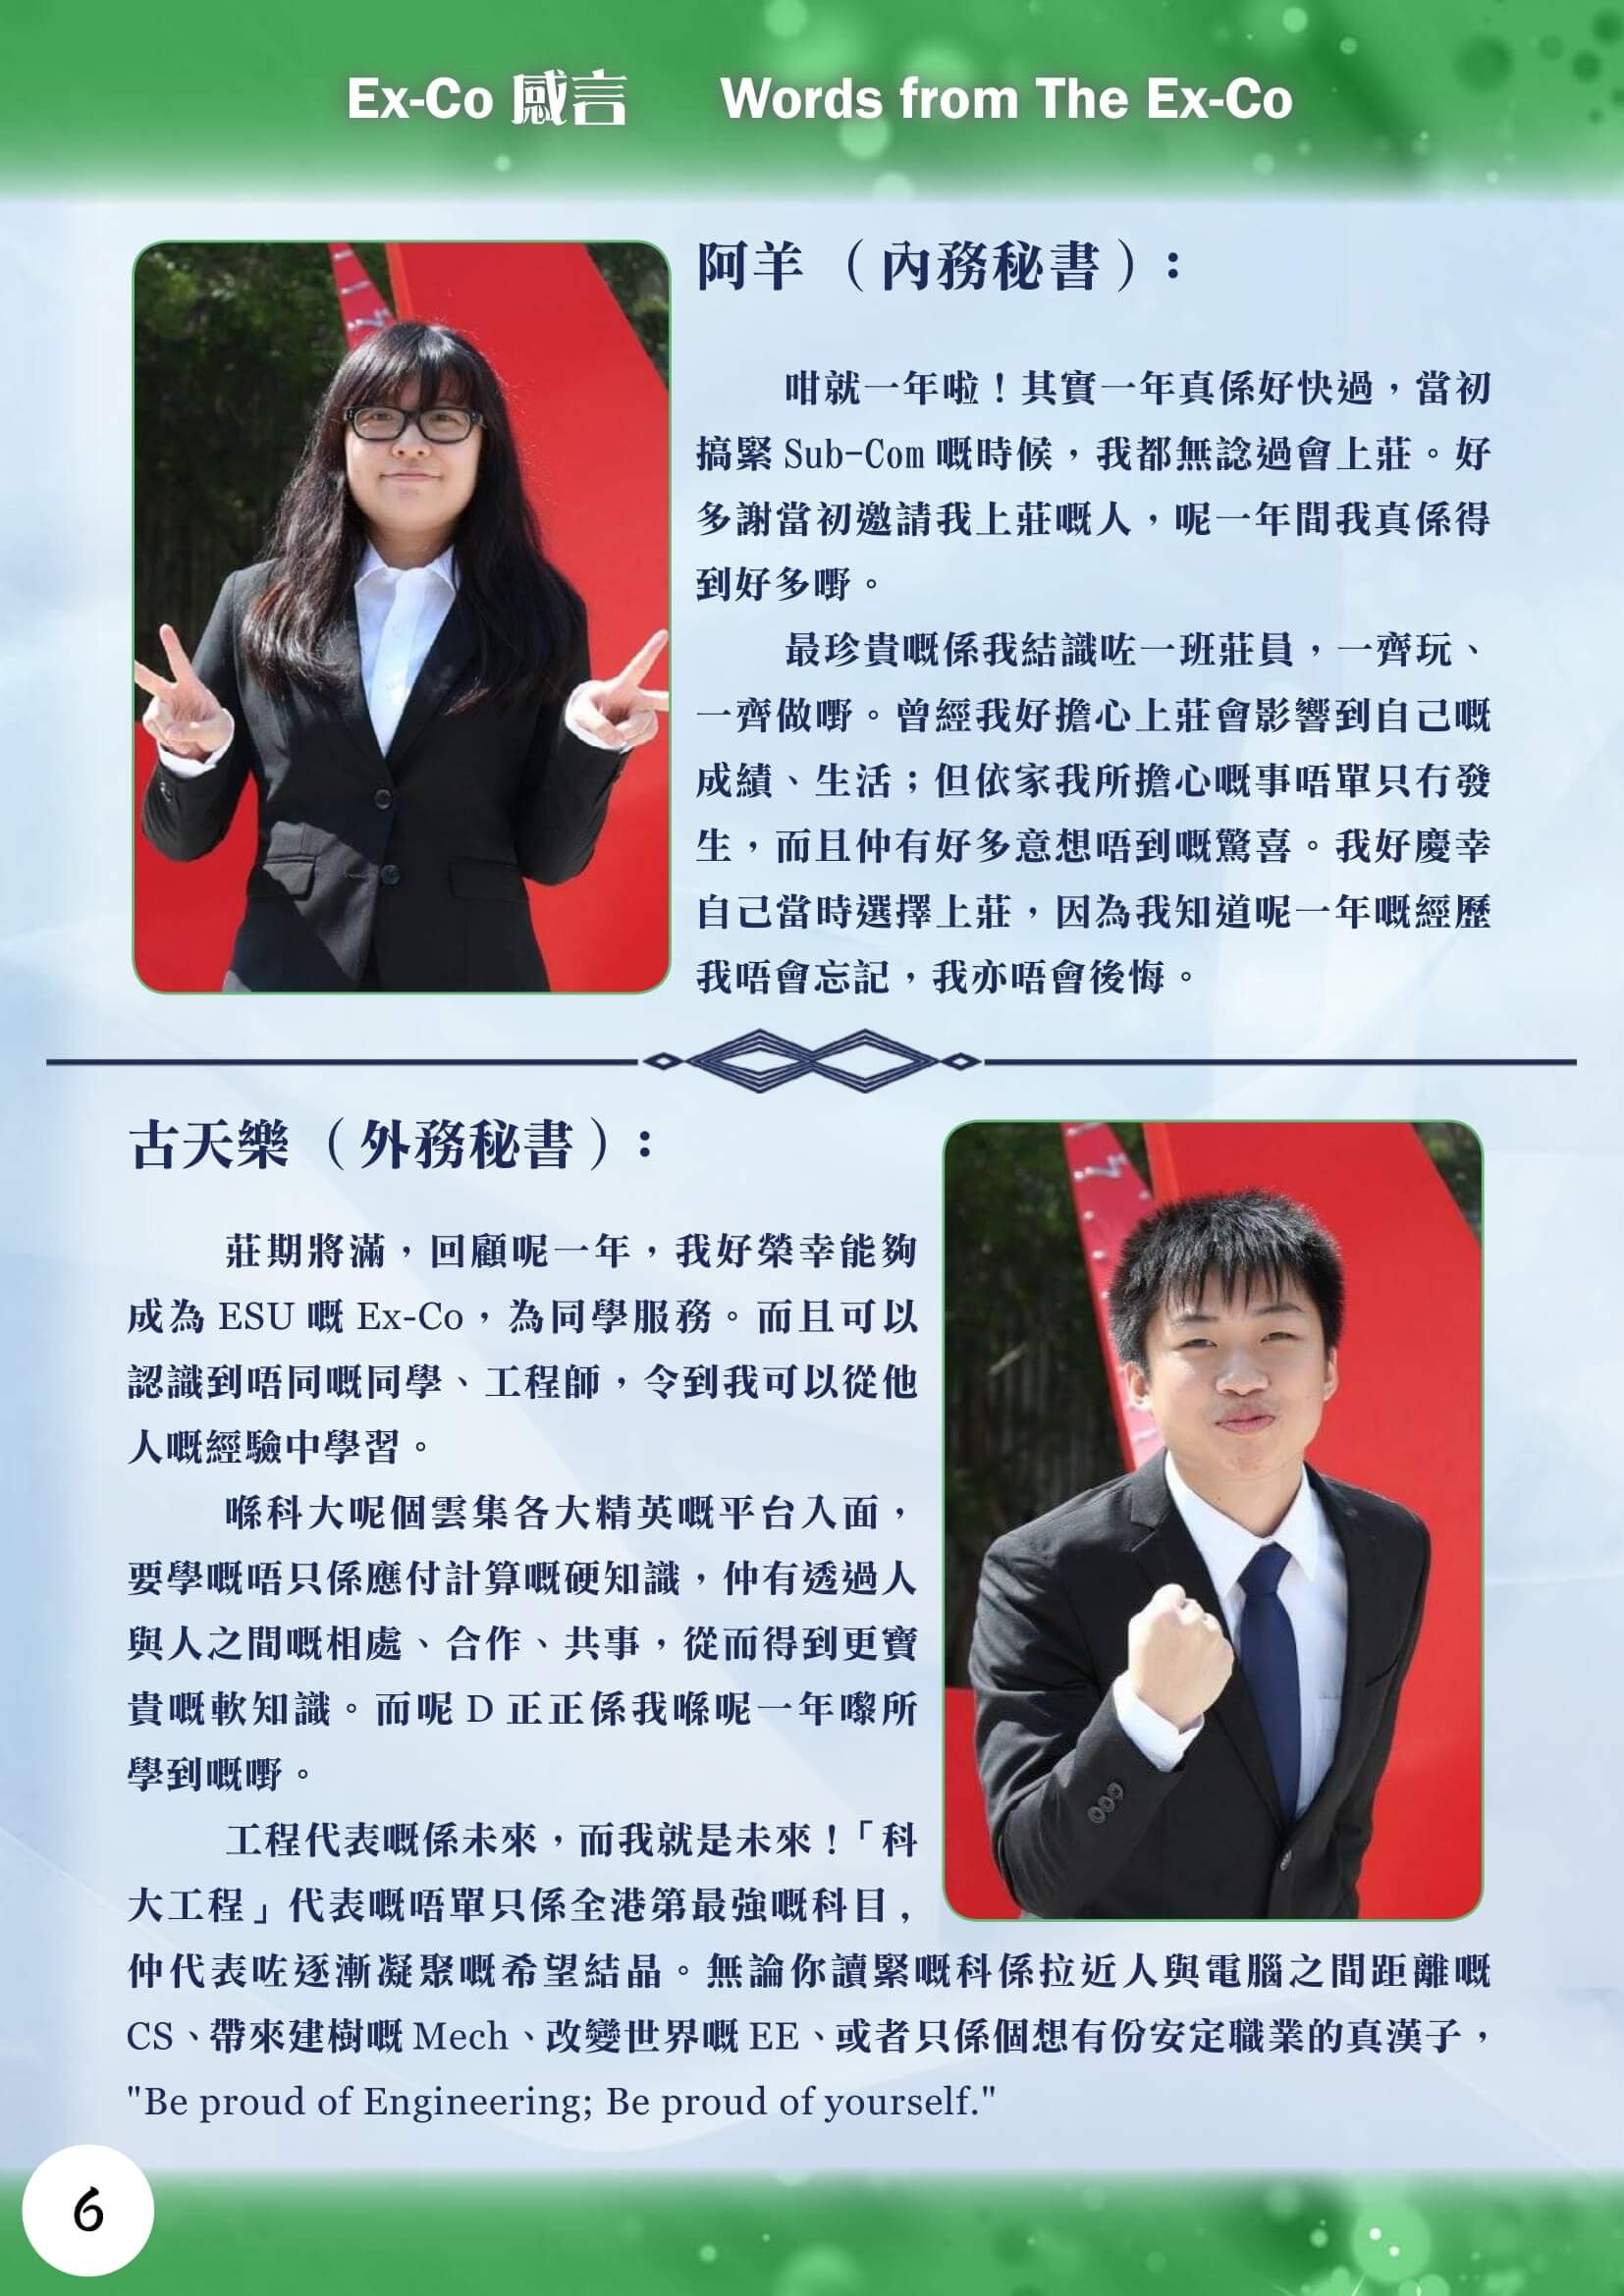 Ex-Co 感言 Words from The Ex-Co
阿羊 （內務秘書）：
咁就一年啦！其實一年真係好快過，當初
搞緊 Sub-Com 嘅時候，我都無諗過會上莊。好
多謝當初邀請我上莊嘅人，呢一年間我真係得
到好多嘢。
最珍貴嘅係我結識咗一班莊員，一齊玩、
一齊做嘢。曾經我好擔心上莊會影響到自己嘅
成績、生活；但依家我所擔心嘅事唔單只冇發
生，而且仲有好多意想唔到嘅驚喜。我好慶幸
自己當時選擇上莊，因為我知道呢一年嘅經歷
我唔會忘記，我亦唔會後悔。
古天樂 （外務秘書）：
莊期將滿，回顧呢一年，我好榮幸能夠
成為 ESU 嘅 Ex-Co，為同學服務。而且可以
認識到唔同嘅同學、工程師，令到我可以從他
人嘅經驗中學習。
喺科大呢個雲集各大精英嘅平台入面，
要學嘅唔只係應付計算嘅硬知識，仲有透過人
與人之間嘅相處、合作、共事，從而得到更寶
貴嘅軟知識。而呢 D 正正係我喺呢一年嚟所
學到嘅嘢。
工程代表嘅係未來，而我就是未來！「科
大工程」代表嘅唔單只係全港第最強嘅科目，
仲代表咗逐漸凝聚嘅希望結晶。無論你讀緊嘅科係拉近人與電腦之間距離嘅
CS、帶來建樹嘅 Mech、改變世界嘅 EE、或者只係個想有份安定職業的真漢子，
"Be proud of Engineering; Be proud of yourself."
6